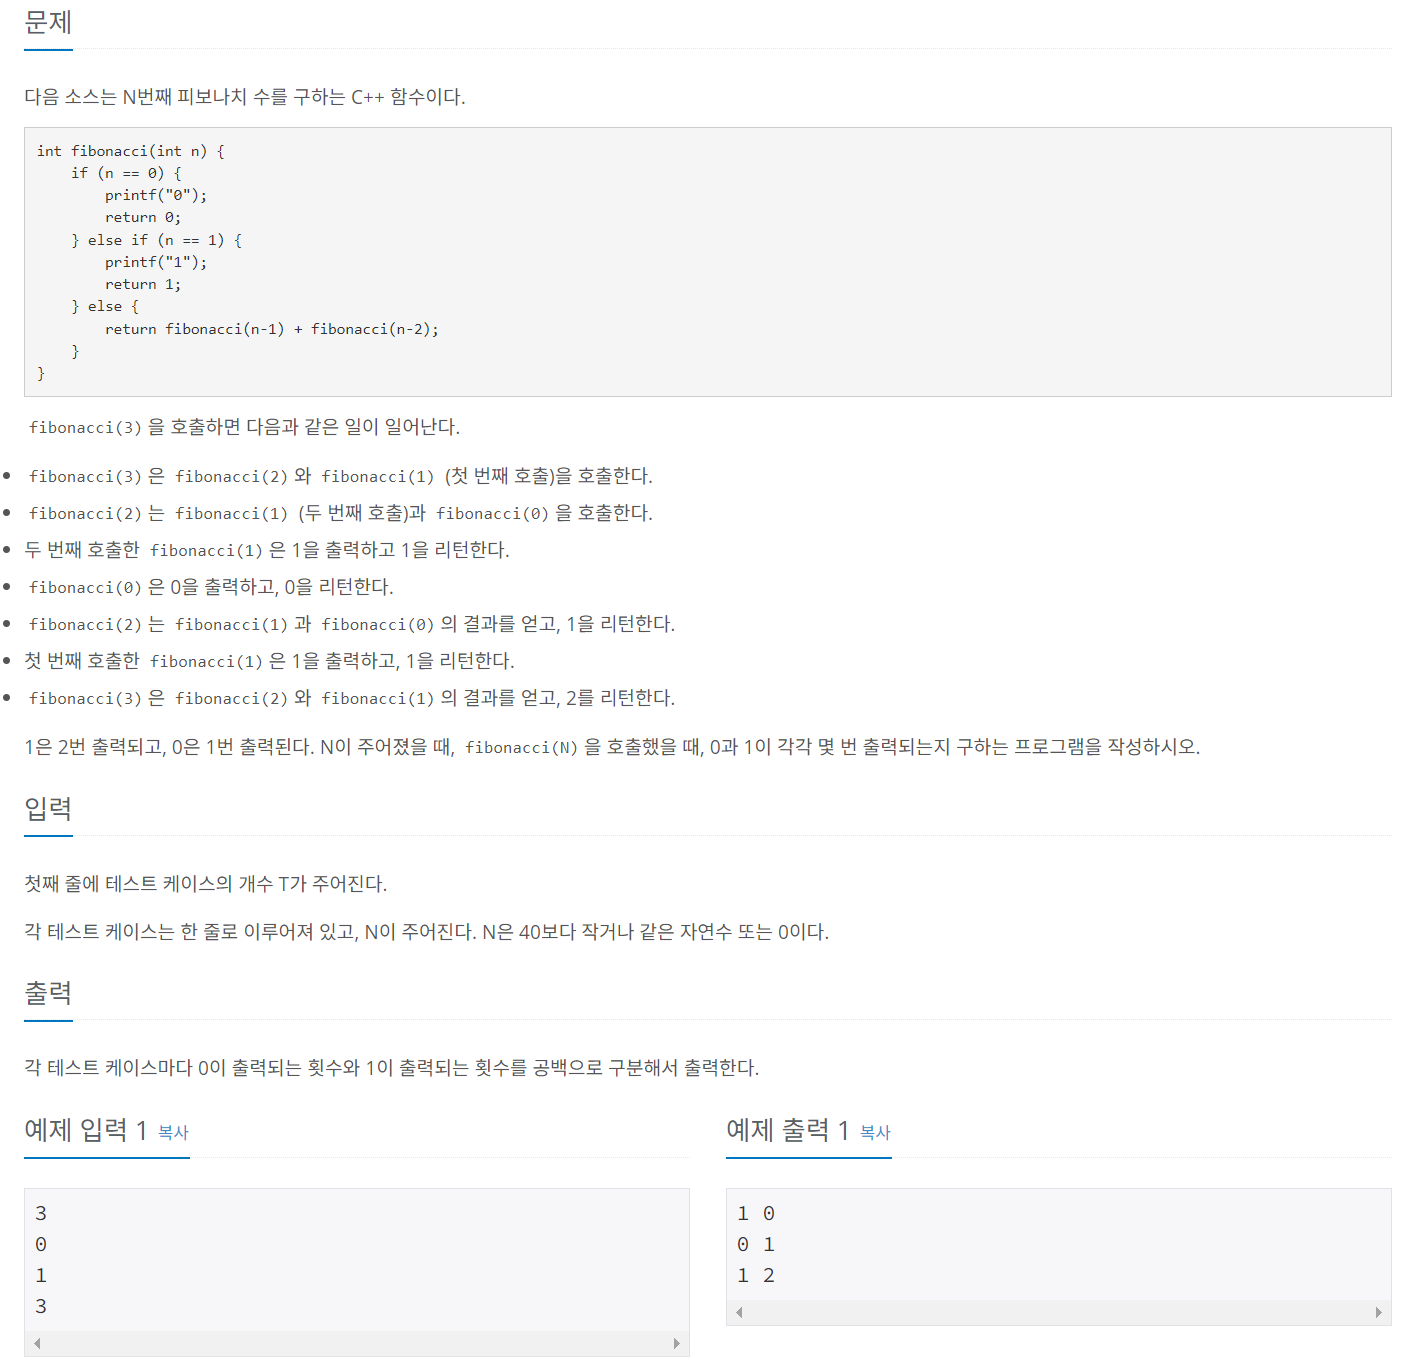 문제
다음 소스는 N번째 피보나치 수를 구하는 C++ 함수이다.
int fibonacci(int n) {
    if (n == 0) {
        printf("0");
        return 0;
    } else if (n == 1) {
        printf("1");
        return 1;
    } else {
        return fibonacci(n-1) + fibonacci(n-2);
    }
}
fibonacci(3)을 호출하면 다음과 같은 일이 일어난다.
• fibonacci(3)은 fibonacci(2)와 fibonacci(1) (첫 번째 호출)을 호출한다.
• fibonacci(2)는 fibonacci(1) (두 번째 호출)과 fibonacci(0)을 호출한다.
• 두 번째 호출한 fibonacci(1)은 1을 출력하고 1을 리턴한다.
• fibonacci(0)은 0을 출력하고, 0을 리턴한다.
• fibonacci(2)는 fibonacci(1)과 fibonacci(0)의 결과를 얻고, 1을 리턴한다.
• 첫 번째 호출한 fibonacci(1)은 1을 출력하고, 1을 리턴한다.
• fibonacci(3)은 fibonacci(2)와 fibonacci(1)의 결과를 얻고, 2를 리턴한다.
1은 2번 출력되고, 0은 1번 출력된다. N이 주어졌을 때, fibonacci(N)을 호출했을 때, 0과 1이 각각 몇 번 출력되는지 구하는 프로그램을 작성하시오.
입력
첫째 줄에 테스트 케이스의 개수 T가 주어진다.
각 테스트 케이스는 한 줄로 이루어져 있고, N이 주어진다. N은 40보다 작거나 같은 자연수 또는 0이다.
출력
각 테스트 케이스마다 0이 출력되는 횟수와 1이 출력되는 횟수를 공백으로 구분해서 출력한다.
예제 입력 1 복사
3
0
1
3
예제 출력 1 복사
1 0
0 1
1 2